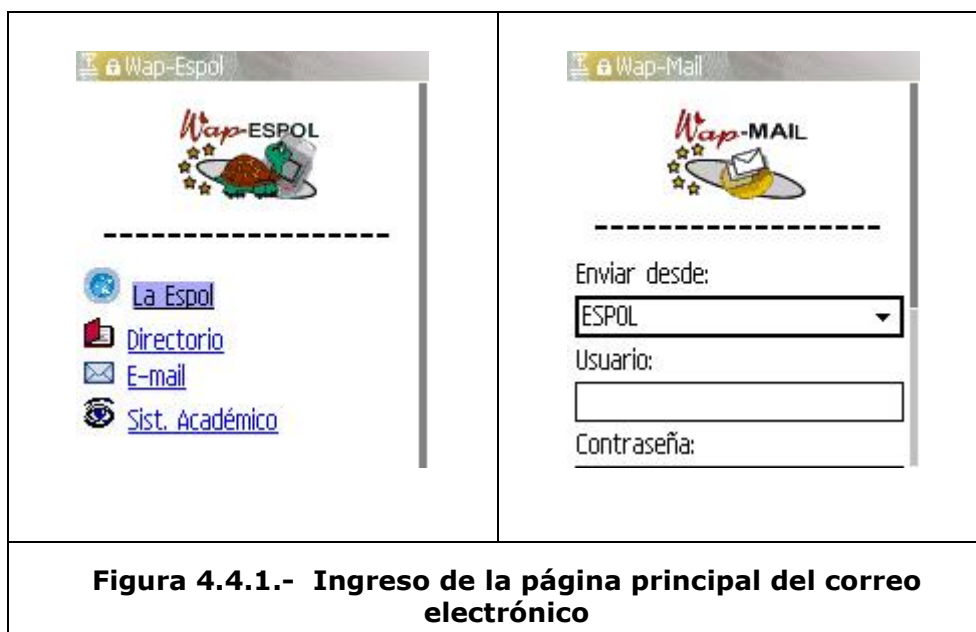 Wap-Espol
Wap-ESPOL
La Espol
Directorio
E-mail
Sist. Académico
Wap-Mail
Wap-MAIL
Enviar desde:
ESPOL
Usuario:
Contraseña:
Figura 4.4.1.- Ingreso de la página principal del correo
electrónico